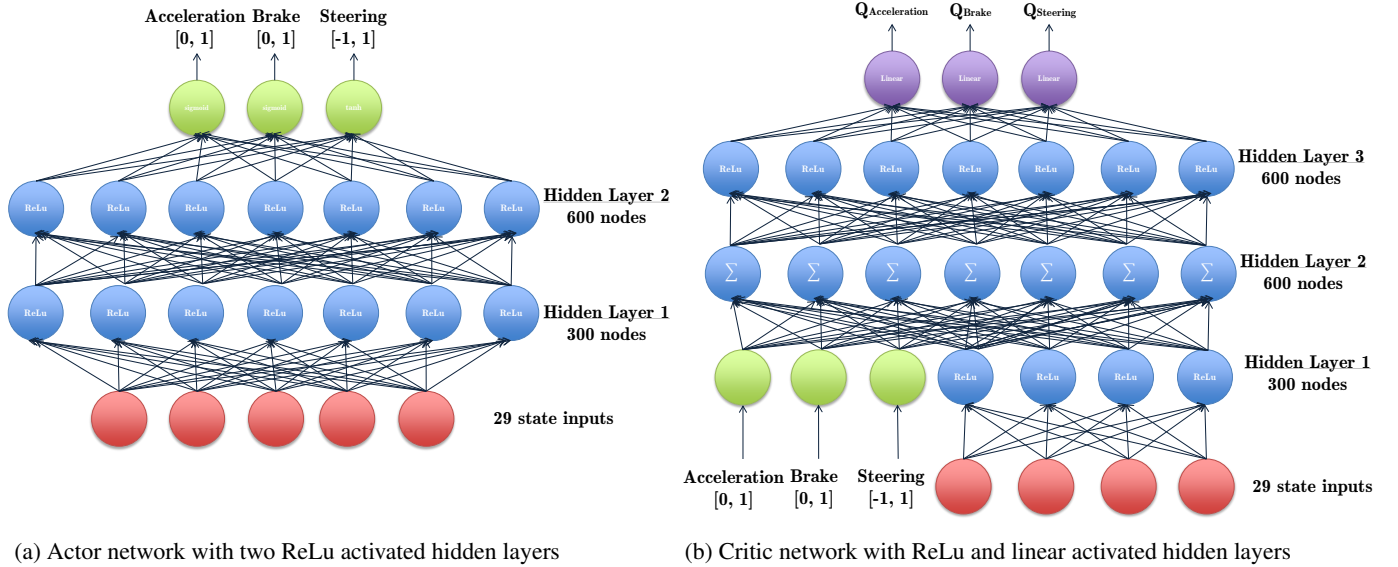 Acceleration Brake Steering
[0, 1] [0, 1] [-1, 1]
sigmoid sigmoid tanh
ReLu ReLu ReLu ReLu ReLu ReLu ReLu
Hidden Layer 2
600 nodes
ReLu ReLu ReLu ReLu ReLu ReLu ReLu
Hidden Layer 1
300 nodes
29 state inputs
(a) Actor network with two ReLu activated hidden layers
QAcceleration QBrake QSteering
Linear Linear Linear
ReLu ReLu ReLu ReLu ReLu ReLu ReLu
Hidden Layer 3
600 nodes
∑ ∑ ∑ ∑ ∑ ∑ ∑
Hidden Layer 2
600 nodes
ReLu ReLu ReLu ReLu
Hidden Layer 1
300 nodes
Acceleration Brake Steering
[0, 1] [0, 1] [-1, 1]
29 state inputs
(b) Critic network with ReLu and linear activated hidden layers